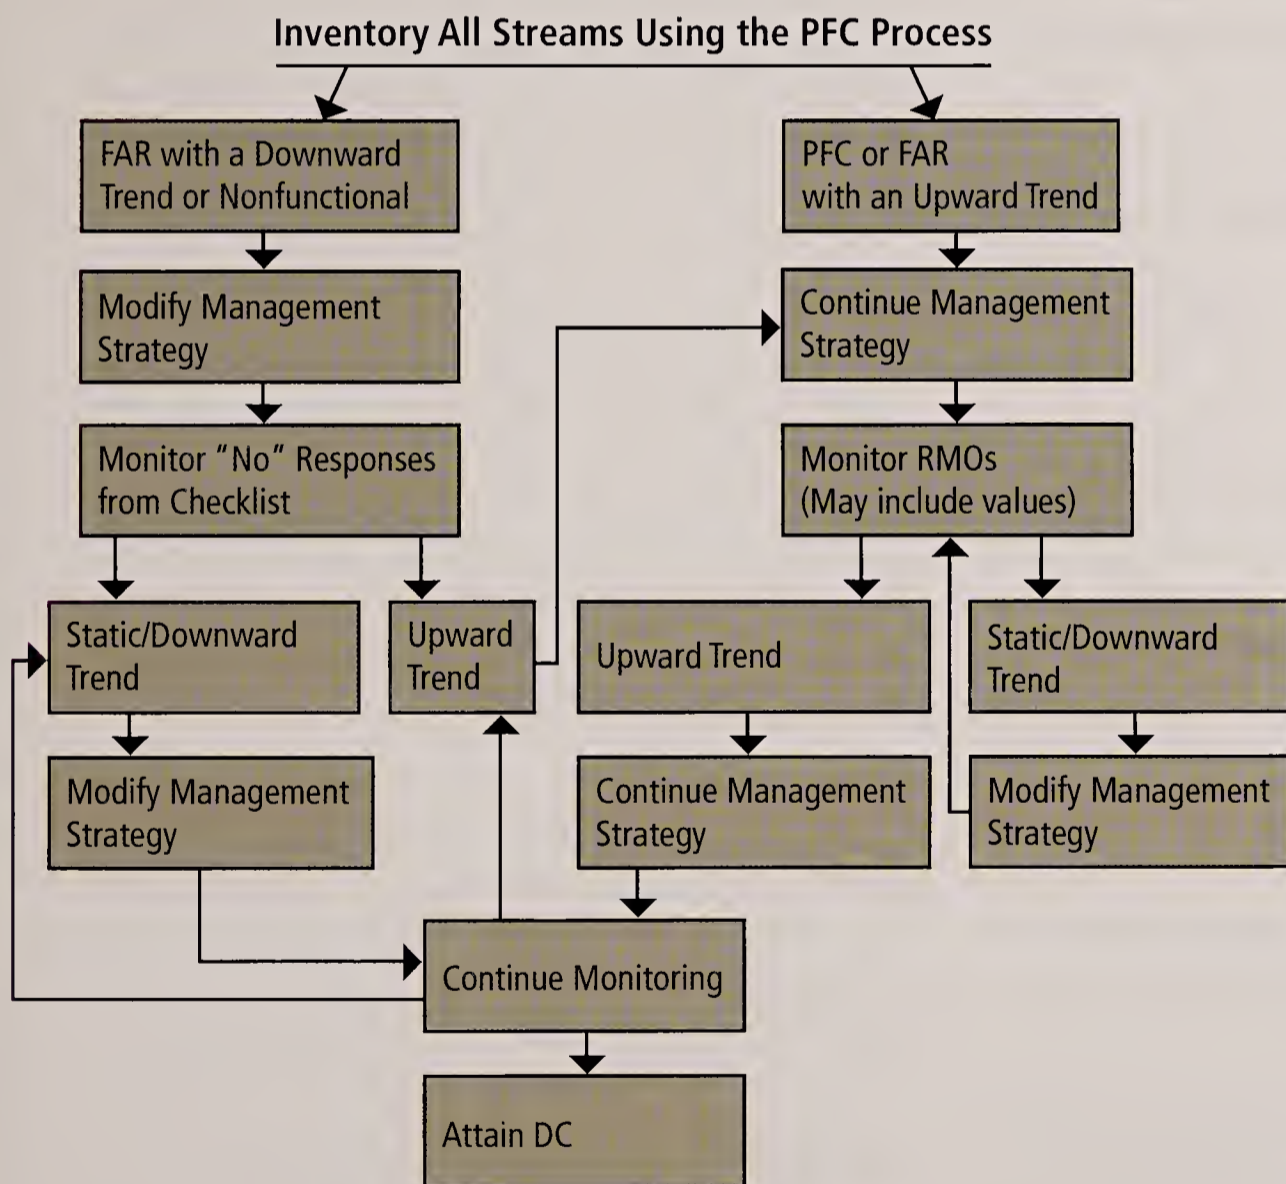 Inventory All Streams Using the PFC Process
FAR with a Downward
Trend or Nonfunctional
PFC or FAR
with an Upward Trend
Modify Management
Strategy
Continue Management
Strategy
Monitor “No” Responses
from Checklist
Monitor RMOs
(May include values)
Static/Downward
Trend
Upward
Trend
Upward Trend
Static/Downward
Trend
Modify Management
Strategy
Continue Management
Strategy
Modify Management
Strategy
Continue Monitoring
Attain DC